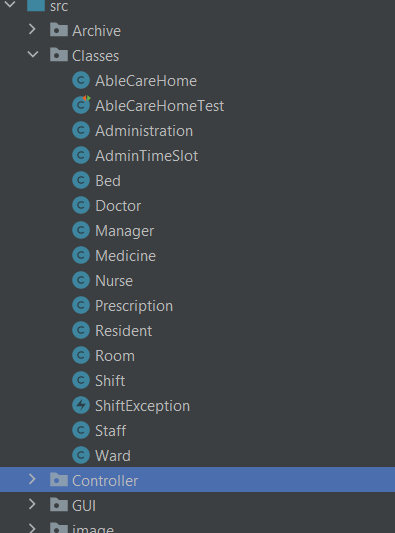 src
Archive
Classes
AbleCareHome
AbleCareHomeTest
Administration
AdminTimeSlot
Bed
Doctor
Manager
Medicine
Nurse
Prescription
Resident
Room
Shift
ShiftException
Staff
Ward
Controller
GUI
image